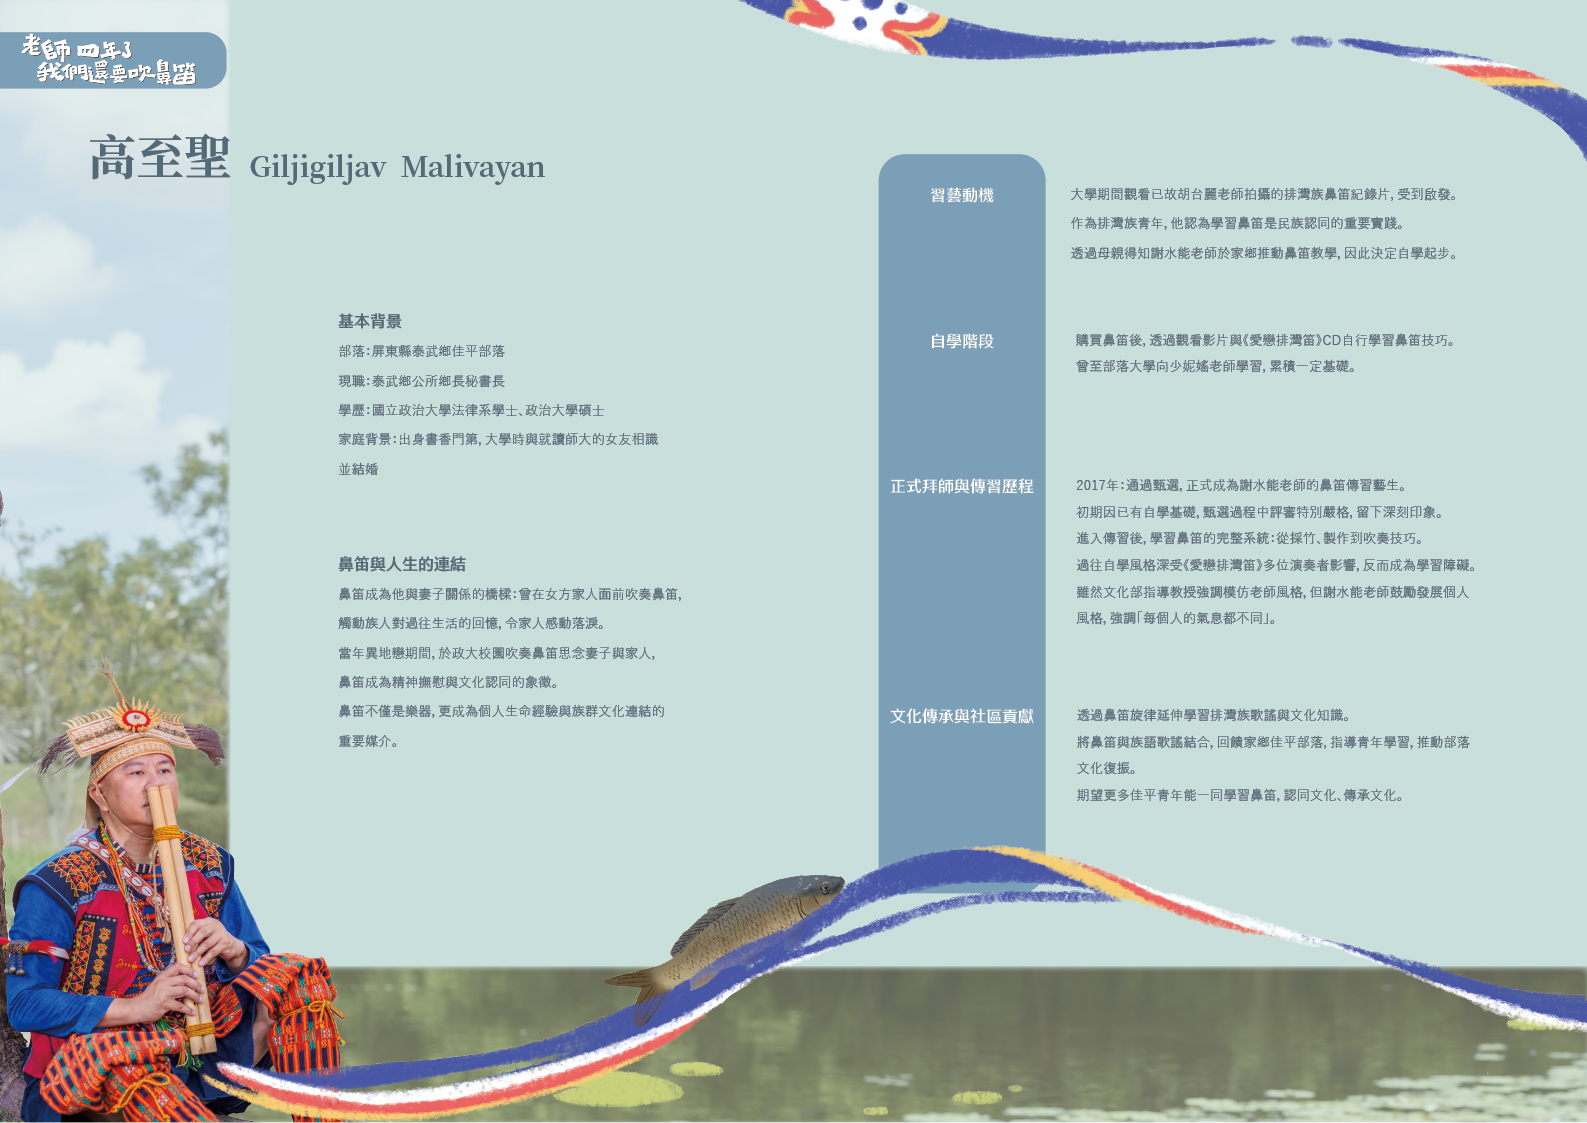 老師 四年了
我們還要吹鼻笛
高至聖 Giljigiljav Malivayan
基本背景
部落：屏東縣泰武鄉佳平部落
現職：泰武鄉公所鄉長秘書長
學歷：國立政治大學法律系學士、政治大學碩士
家庭背景：出身書香門第，大學時與就讀師大的女友相識
並結婚
鼻笛與人生的連結
鼻笛成為他與妻子關係的橋樑：曾在女方家人面前吹奏鼻笛，
觸動族人對過往生活的回憶，令家人感動落淚。
當年異地戀期間，於政大校園吹奏鼻笛思念妻子與家人，
鼻笛成為精神撫慰與文化認同的象徵。
鼻笛不僅是樂器，更成為個人生命經驗與族群文化連結的
重要媒介。
習藝動機
大學期間觀看已故胡台麗老師拍攝的排灣族鼻笛紀錄片，受到啟發。
作為排灣族青年，他認為學習鼻笛是民族認同的重要實踐。
透過母親得知謝水能老師於家鄉推動鼻笛教學，因此決定自學起步。
自學階段
購買鼻笛後，透過觀看影片與《愛戀排灣笛》CD自行學習鼻笛技巧。
曾至部落大學向少妮瑤老師學習，累積一定基礎。
正式拜師與傳習歷程
2017年：通過甄選，正式成為謝水能老師的鼻笛傳習藝生。
初期因已有自學基礎，甄選過程中評審特別嚴格，留下深刻印象。
進入傳習後，學習鼻笛的完整系統：從採竹、製作到吹奏技巧。
過往自學風格深受《愛戀排灣笛》多位演奏者影響，反而成為學習障礙。
雖然文化部指導教授強調模仿老師風格，但謝水能老師鼓勵發展個人
風格，強調「每個人的氣息都不同」。
文化傳承與社區貢獻
透過鼻笛旋律延伸學習排灣族歌謠與文化知識。
將鼻笛與族語歌謠結合，回饋家鄉佳平部落，指導青年學習，推動部落
文化復振。
期望更多佳平青年能一同學習鼻笛，認同文化、傳承文化。